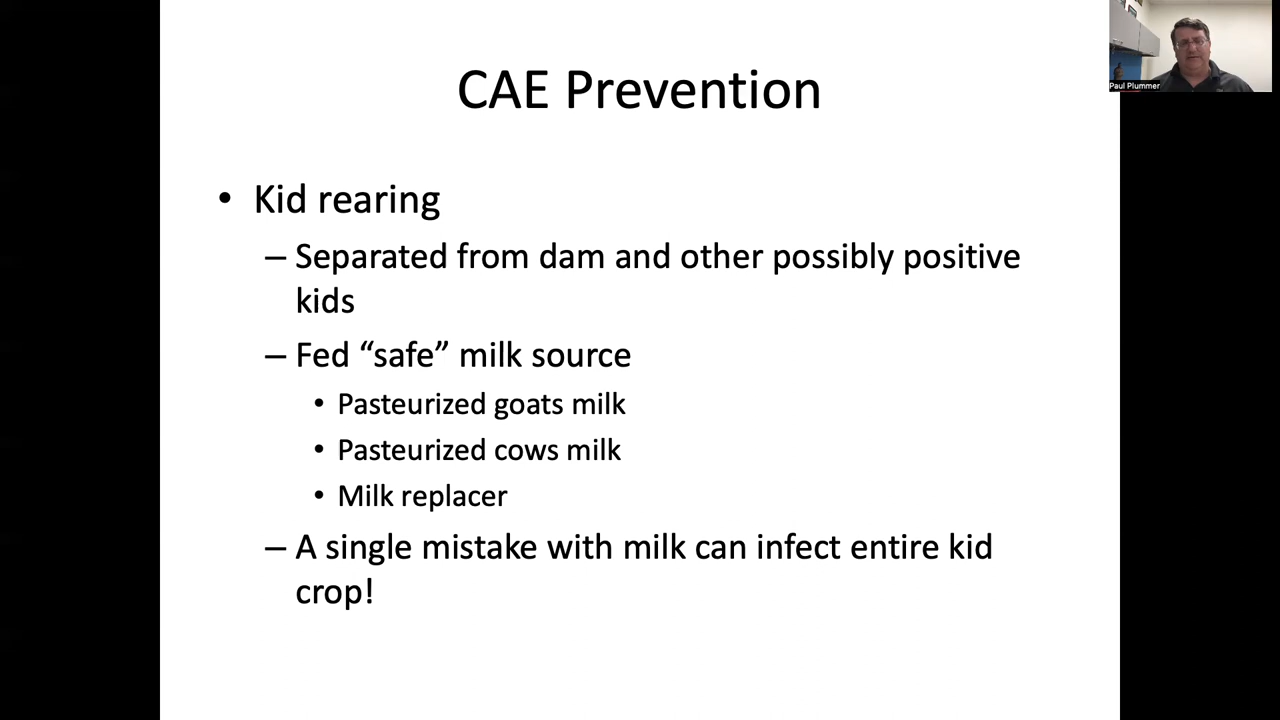 CAE Prevention
Paul Plummer
• Kid rearing
– Separated from dam and other possibly positive
kids
– Fed “safe” milk source
• Pasteurized goats milk
• Pasteurized cows milk
• Milk replacer
– A single mistake with milk can infect entire kid
crop!